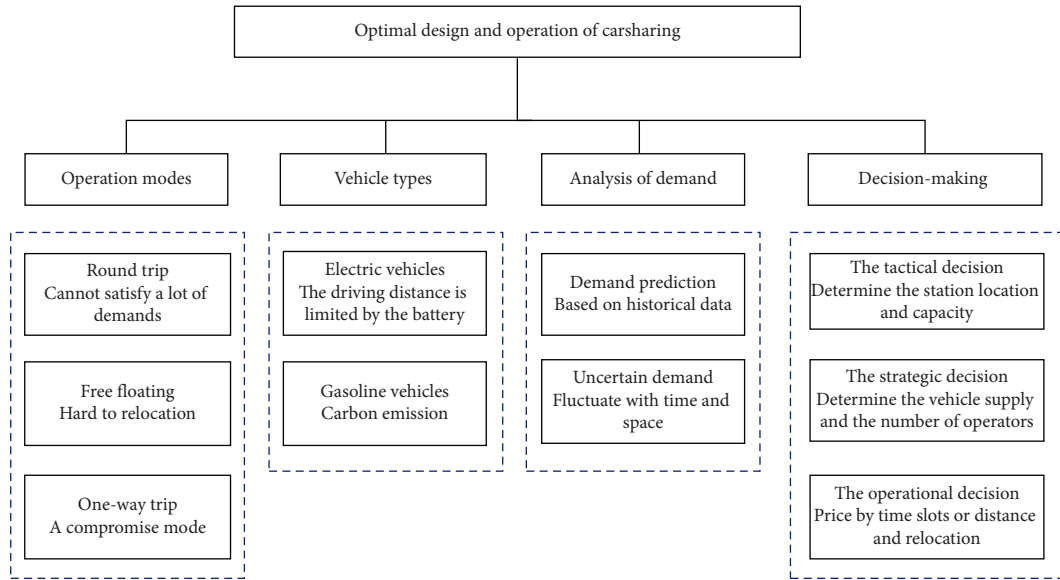 Optimal design and operation of carsharing
Operation modes
Vehicle types
Analysis of demand
Decision-making
Round trip
Cannot satisfy a lot of
demands
Free floating
Hard to relocation
One-way trip
A compromise mode
Electric vehicles
The driving distance is
limited by the battery
Gasoline vehicles
Carbon emission
Demand prediction
Based on historical data
Uncertain demand
Fluctuate with time and
space
The tactical decision
Determine the station location
and capacity
The strategic decision
Determine the vehicle supply
and the number of operators
The operational decision
Price by time slots or distance
and relocation